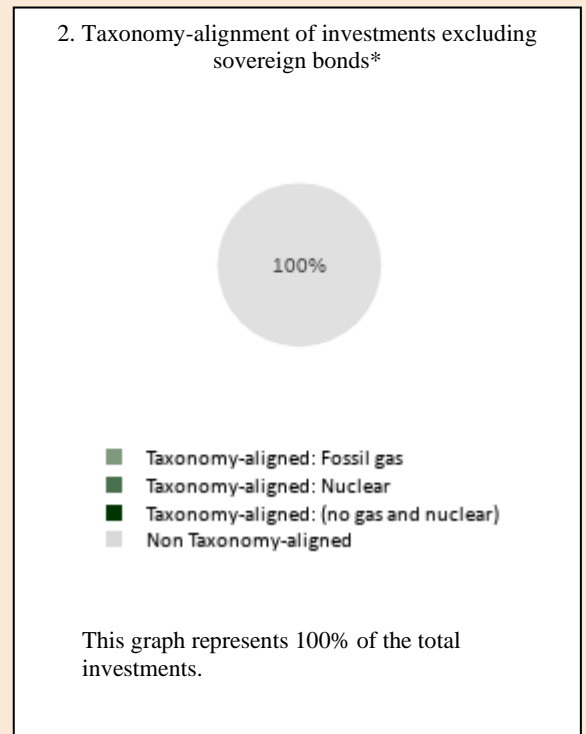 2. Taxonomy-alignment of investments excluding
sovereign bonds*
100%
Taxonomy-aligned: Fossil gas
Taxonomy-aligned: Nuclear
Taxonomy-aligned: (no gas and nuclear)
Non Taxonomy-aligned
This graph represents 100% of the total
investments.